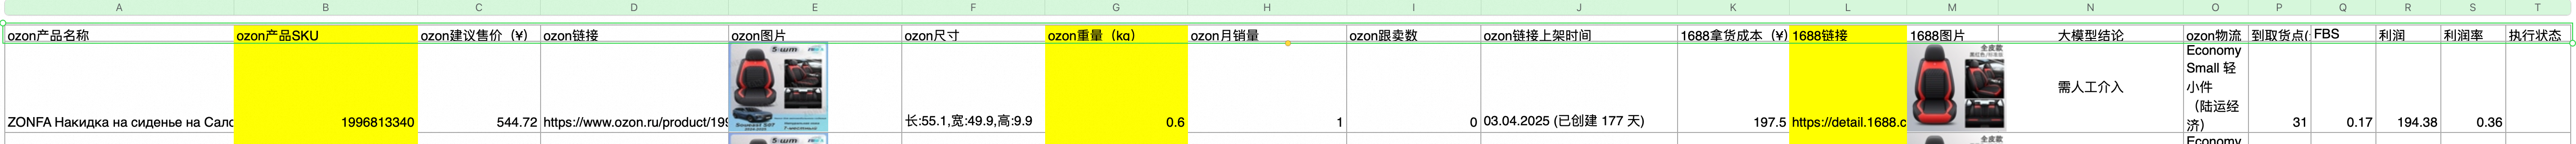 A B C D E F G H I J K L M N O P Q R S T
ozon产品名称 ozon产品SKU ozon建议售价（¥） ozon链接 ozon图片 ozon尺寸 ozon重量（kg） ozon月销量 ozon跟卖数 ozon链接上架时间 1688拿货成本（¥） 1688链接 1688图片 大模型结论 ozon物流 到取货点( FBS 利润 利润率 执行状态
ZONFA Накидка на сиденье на Сало 1996813340 544.72 https://www.ozon.ru/product/199 长:55.1,宽:49.9,高:9.9 0.6 1 0 03.04.2025 (已创建 177 天) 197.5 https://detail.1688.c 全皮款 需人工介入
Economy
Small 轻
小件
（陆运经
济）
31 0.17 194.38 0.36
全皮款
Economy